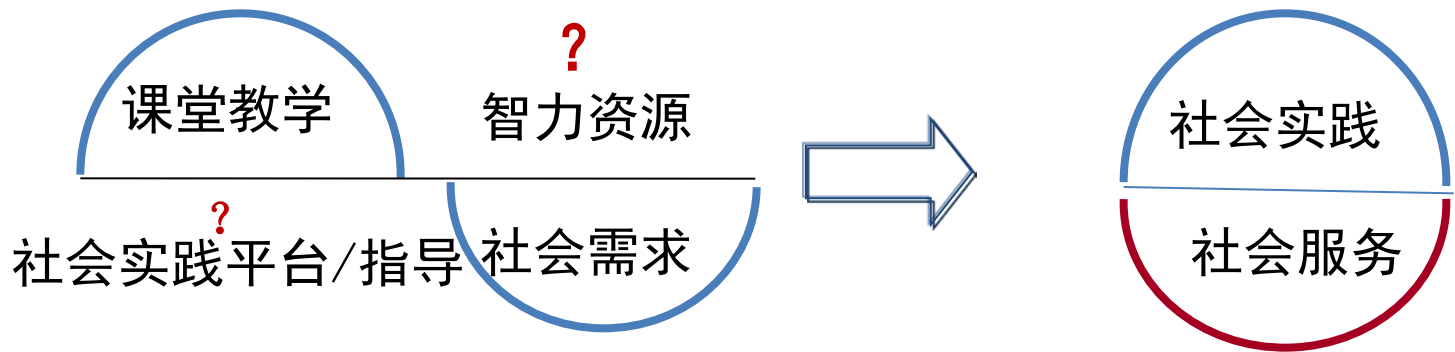 ?
课堂教学
智力资源
社会实践
?
社会实践平台/指导
社会需求
社会服务